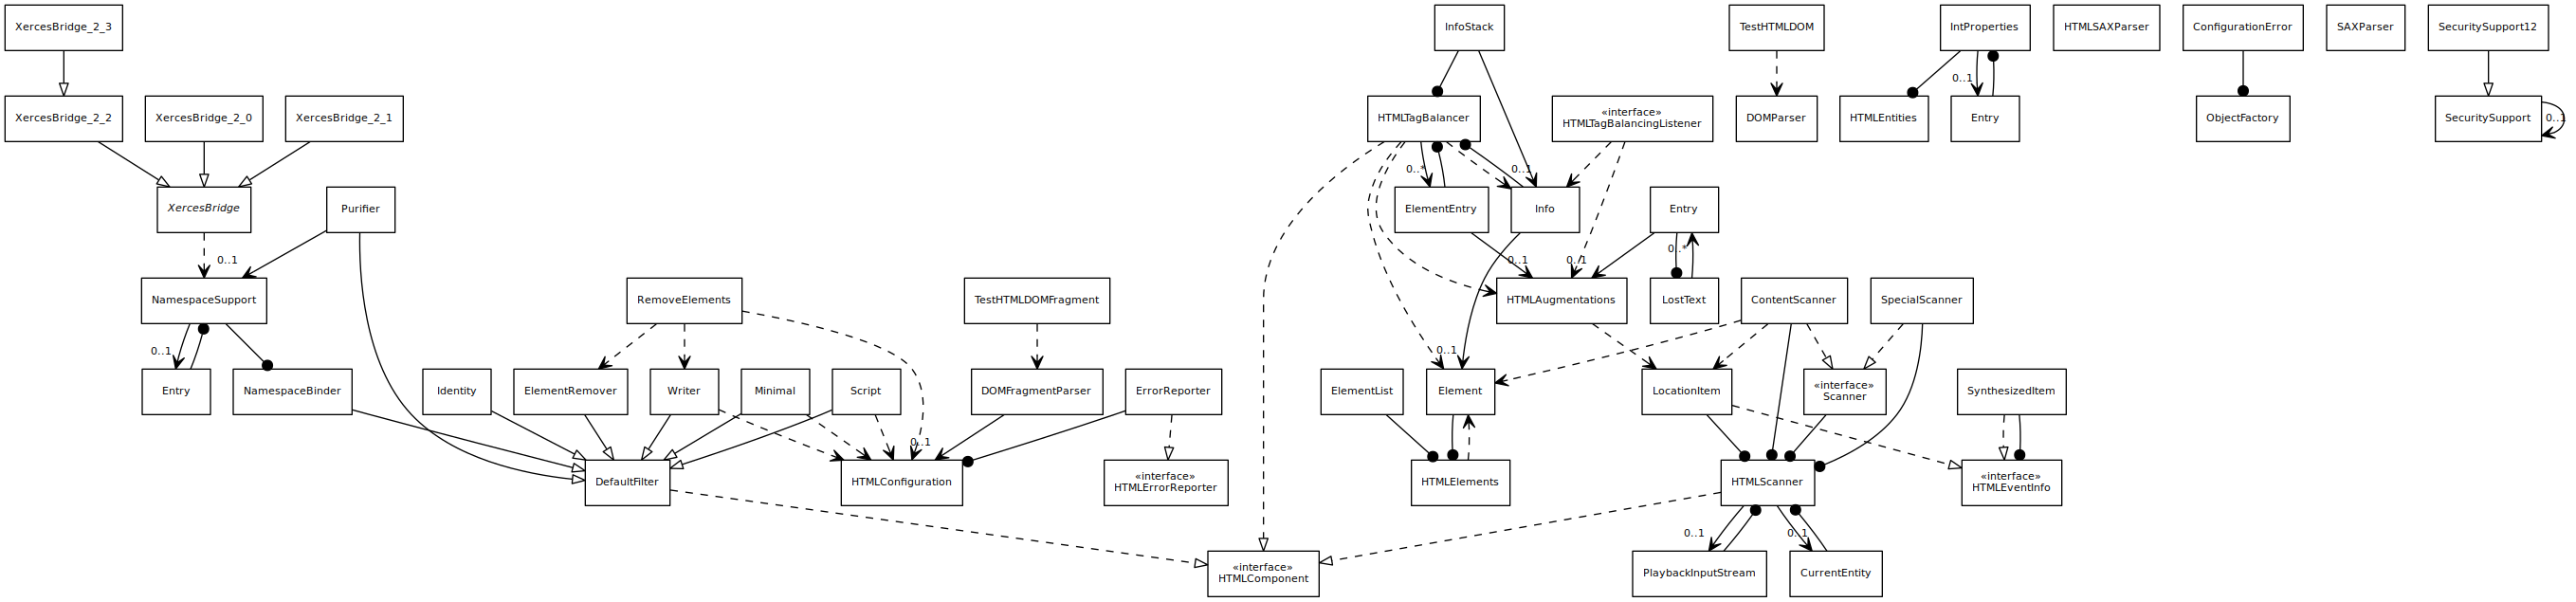 XercesBridge_2_3
InfoStack
TestHTMLDOM
IntProperties
HTMLSAXParser
ConfigurationError
SAXParser
SecuritySupport12
0..1
XercesBridge_2_2
XercesBridge_2_0
XercesBridge_2_1
HTMLTagBalancer
«interface»
HTMLTagBalancingListener
DOMParser
HTMLEntities
Entry
ObjectFactory
SecuritySupport
0..1
0..*
0..1
XercesBridge
Purifier
ElementEntry
Info
Entry
0..*
0..1
0..1
0..1
NamespaceSupport
RemoveElements
TestHTMLDOMFragment
HTMLAugmentations
LostText
ContentScanner
SpecialScanner
0..1
0..1
Entry
NamespaceBinder
Identity
ElementRemover
Writer
Minimal
Script
DOMFragmentParser
ErrorReporter
ElementList
Element
LocationItem
«interface»
Scanner
SynthesizedItem
0..1
DefaultFilter
HTMLConfiguration
«interface»
HTMLErrorReporter
HTMLElements
HTMLScanner
«interface»
HTMLEventInfo
0..1
0..1
«interface»
HTMLComponent
PlaybackInputStream
CurrentEntity